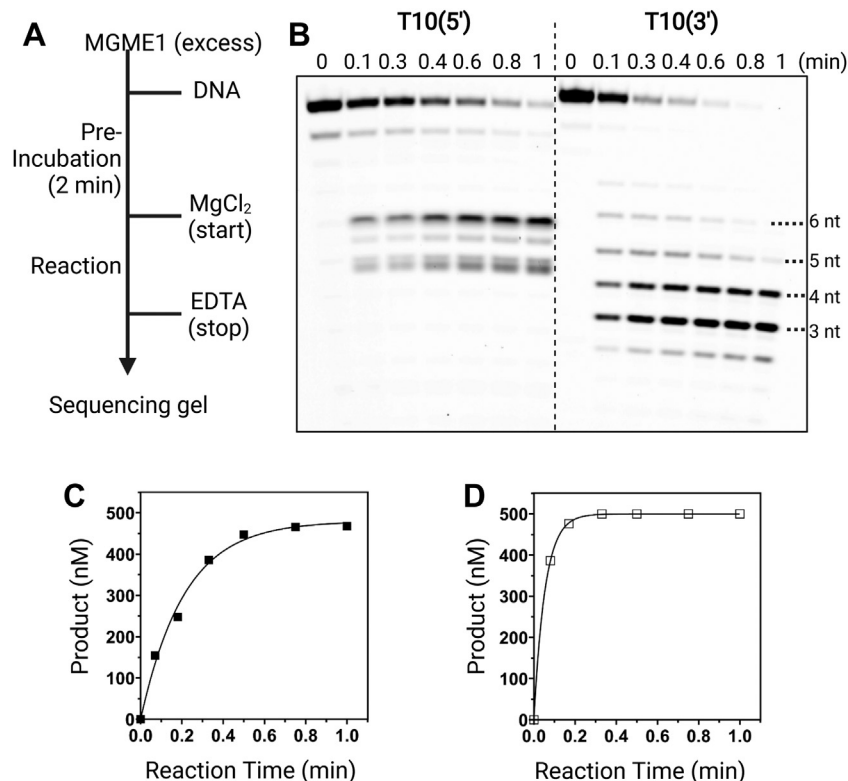 A
MGME1 (excess)
DNA
Pre-
Incubation
(2 min)
MgCl₂
(start)
Reaction
EDTA
(stop)
Sequencing gel
B
T10(5') T10(3')
0 0.1 0.3 0.4 0.6 0.8 1 0 0.1 0.3 0.4 0.6 0.8 1 (min)
6 nt
5 nt
4 nt
3 nt
C
Product (nM)
500
400
300
200
100
0
0.0 0.2 0.4 0.6 0.8 1.0
Reaction Time (min)
D
Product (nM)
500
400
300
200
100
0
0.0 0.2 0.4 0.6 0.8 1.0
Reaction Time (min)